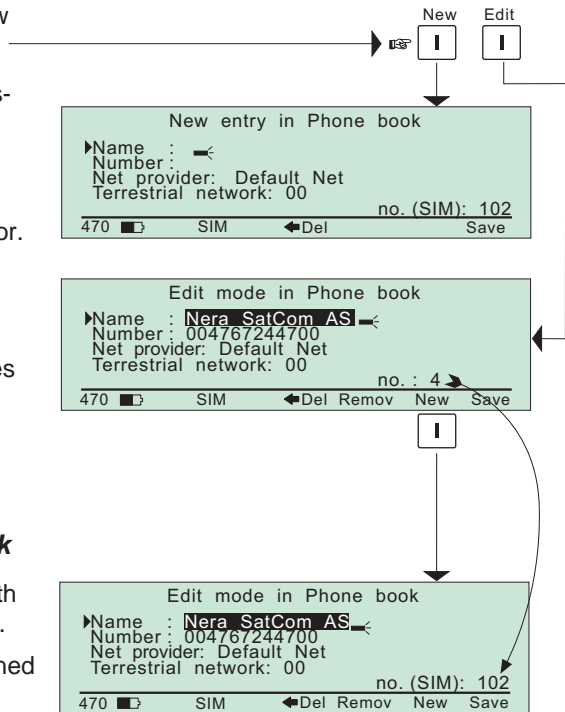 New Edit
New entry in Phone book
Name :
Number :
Net provider: Default Net
Terrestrial network: 00
no. (SIM): 102
470 SIM Del Save
or.
Edit mode in Phone book
Name : Nera SatCom AS
Number : 004767244700
Net provider: Default Net
Terrestrial network: 00
no. : 4
470 SIM Del Remov New Save
Edit mode in Phone book
Name : Nera SatCom AS
Number : 004767244700
Net provider: Default Net
Terrestrial network: 00
no. (SIM): 102
470 SIM Del Remov New Save